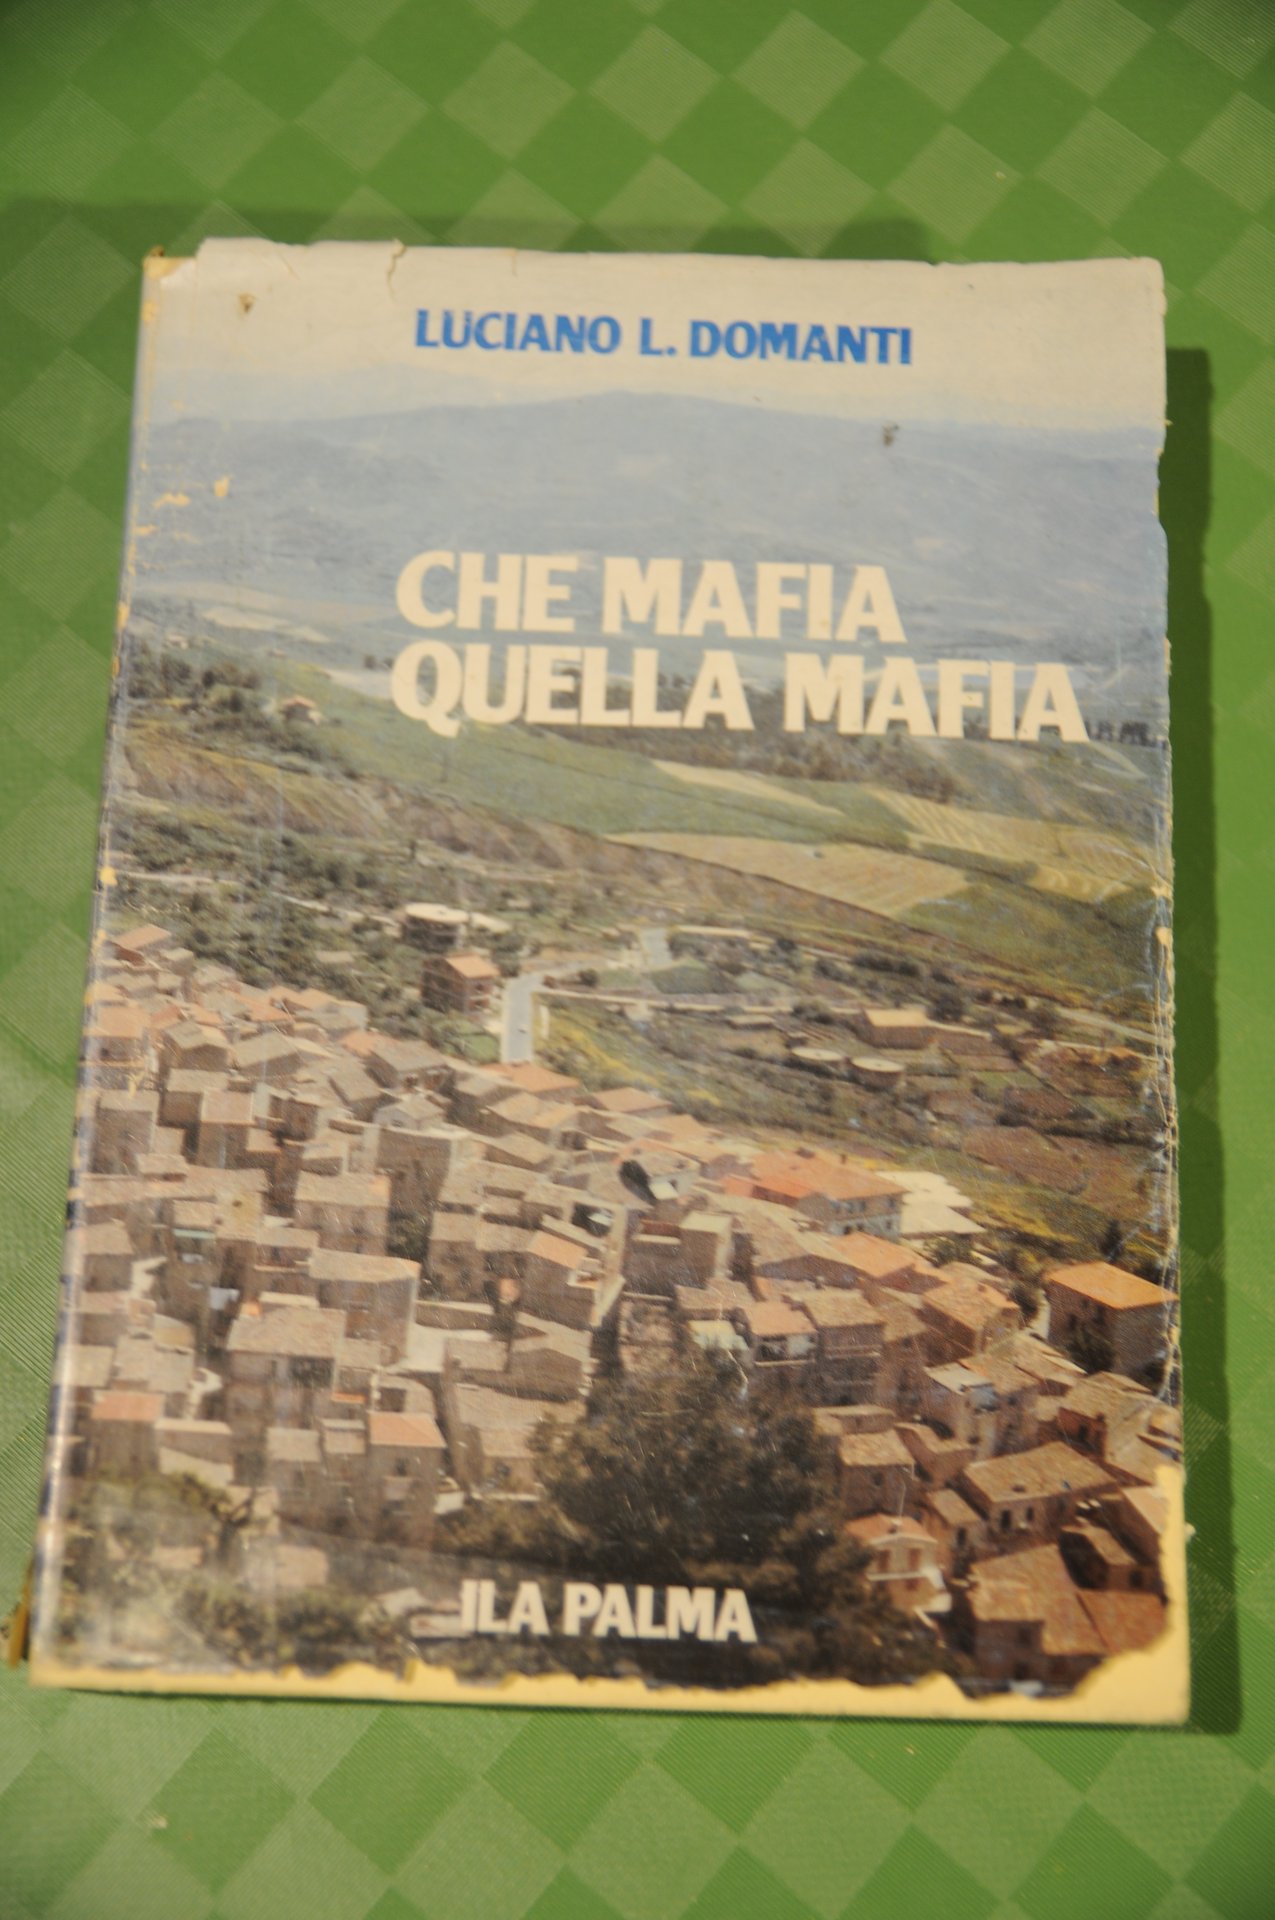 LUCIANO L. DOMANTI
CHE MAFIA
QUELLA MAFIA
ILA PALMA